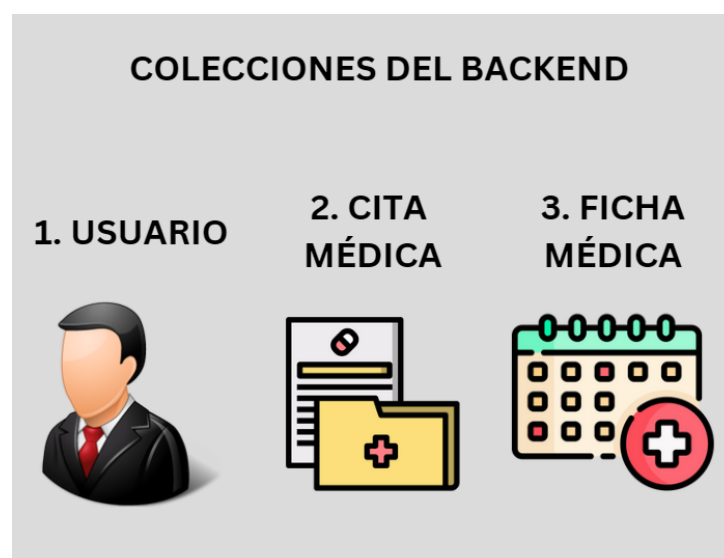 COLECCIONES DEL BACKEND
1. USUARIO
2. CITA
MÉDICA
3. FICHA
MÉDICA